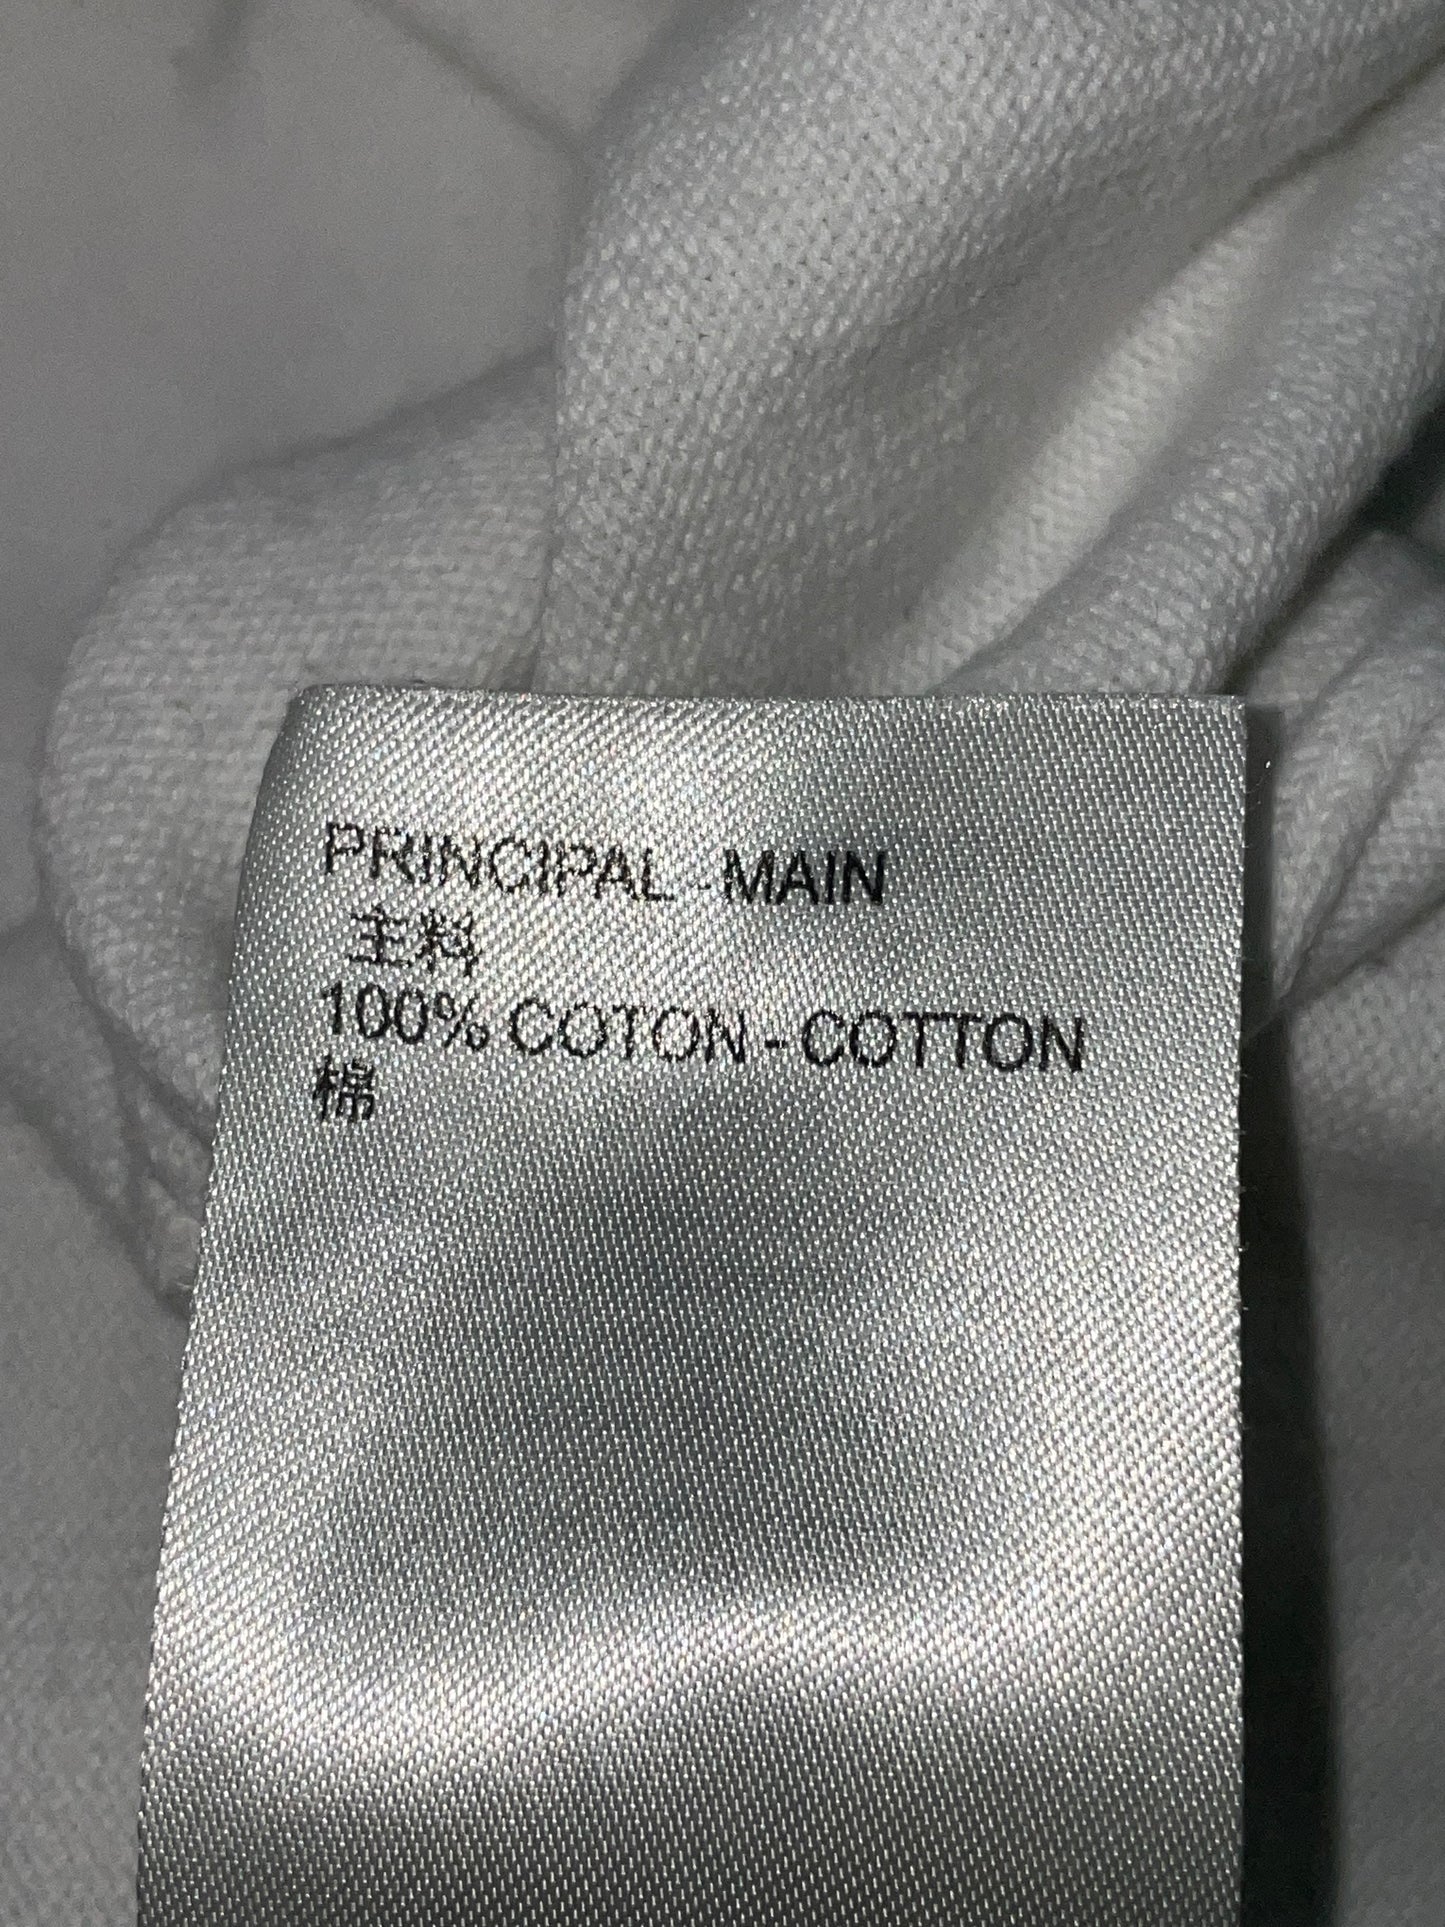 PRINCIPAL - MAIN
主料
100% COTON - COTTON
棉